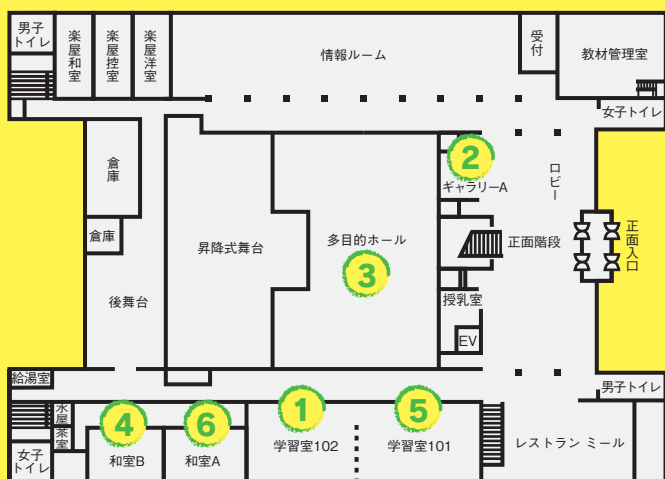 男子
トイレ
楽屋和室
楽屋控室
楽屋洋室
情報ルーム
受付
教材管理室
女子トイレ
倉庫
2
ギャラリーA
ロビー
倉庫
昇降式舞台
多目的ホール
3
正面階段
正面入口
後舞台
授乳室
EV
給湯室
男子トイレ
水屋
茶室
4
和室B
6
和室A
1
学習室102
5
学習室101
レストラン ミール
女子
トイレ